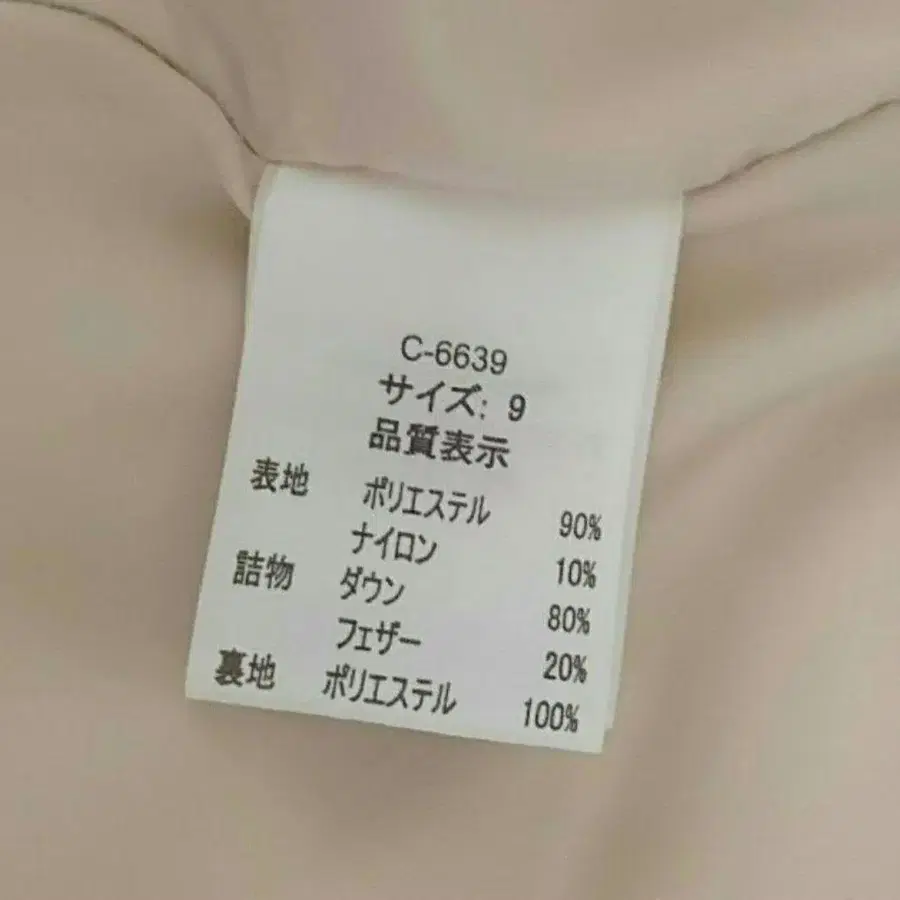 C-6639
サイズ: 9
品質表示
表地 ポリエステル 90%
ナイロン 10%
詰物 ダウン 80%
フェザー 20%
裏地 ポリエステル 100%